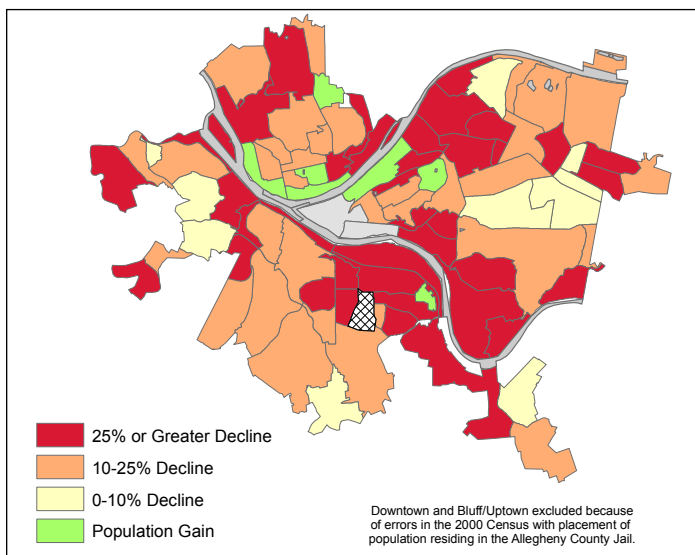 25% or Greater Decline
10-25% Decline
0-10% Decline
Population Gain
Downtown and Bluff/Uptown excluded because
of errors in the 2000 Census with placement of
population residing in the Allegheny County Jail.